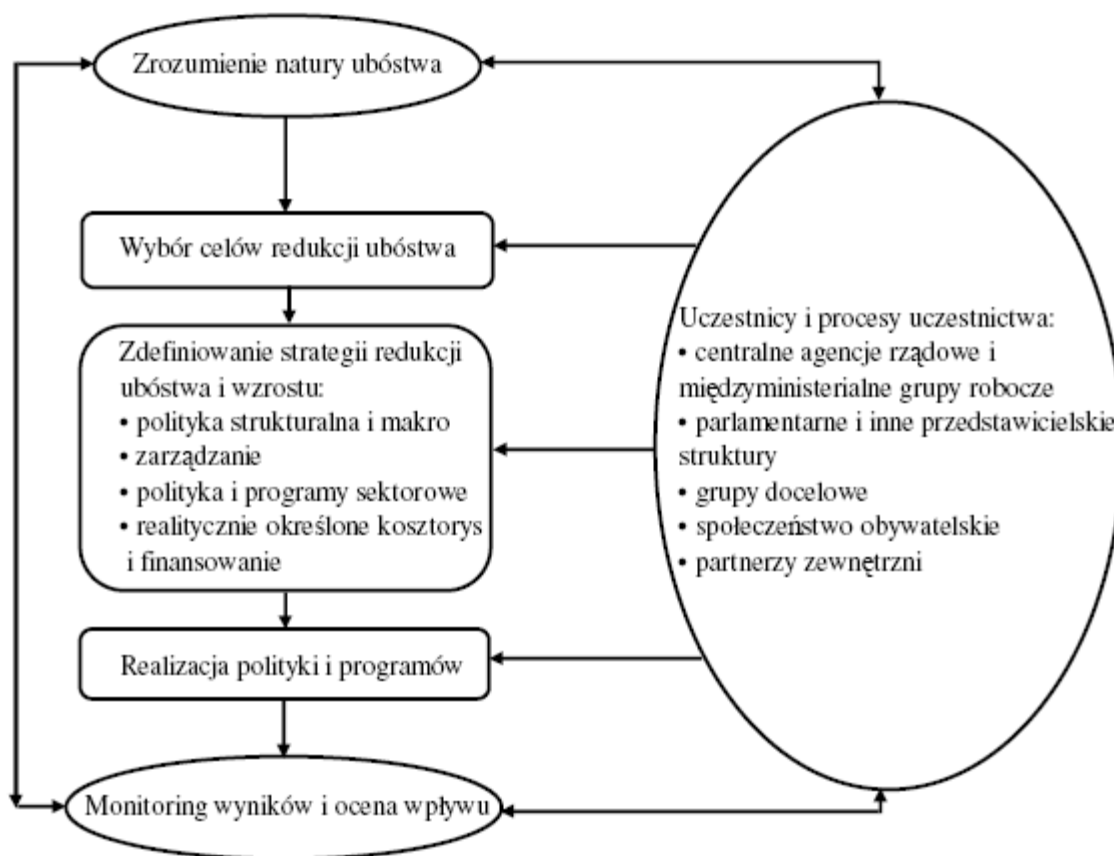 Zrozumienie natury ubóstwa
Wybór celów redukcji ubóstwa
Zdefiniowanie strategii redukcji
ubóstwa i wzrostu:
• polityka strukturalna i makro
• zarządzanie
• polityka i programy sektorowe
• realitycznie określone kosztorys
i finansowanie
Realizacja polityki i programów
Monitoring wyników i ocena wpływu
Uczestnicy i procesy uczestnictwa:
• centralne agencje rządowe i
międzyministerialne grupy robocze
• parlamentarne i inne przedstawicielskie
struktury
• grupy docelowe
• społeczeństwo obywatelskie
• partnerzy zewnętrzni